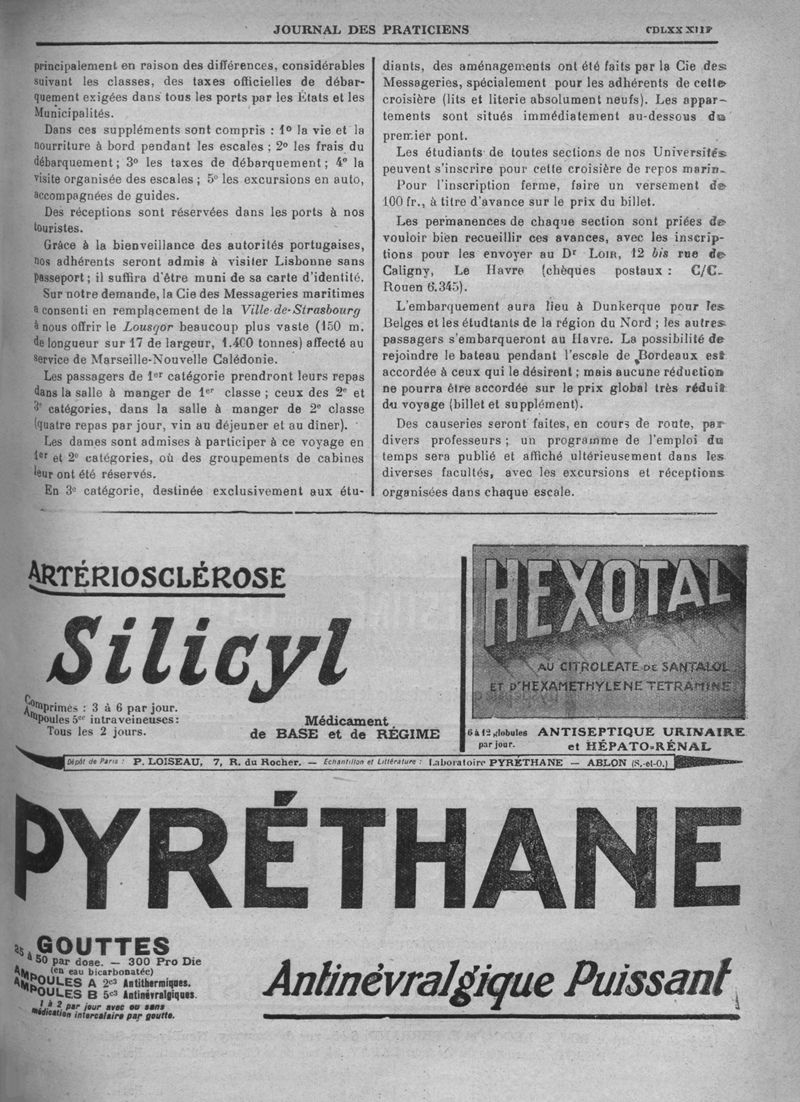 JOURNAL DES PRATICIENS
principalement en raison des différences, considérables
suivant les classes, des taxes officielles de débar-
quement exigées dans tous les ports par les États et les
Municipalités.
Dans ces suppléments sont compris : 1º la vie et la
nourriture à bord pendant les escales ; 2º les frais du
débarquement ; 3º les taxes de débarquement ; 4º la
visite organisée des escales ; 5º les excursions en auto,
accompagnées de guides.
Des réceptions sont réservées dans les ports à nos
touristes.
Grâce à la bienveillance des autorités portugaises,
nos adhérents seront admis à visiter Lisbonne sans
passeport ; il suffira d'être muni de sa carte d'identité.
Sur notre demande, la Cie des Messageries maritimes
a consenti en remplacement de la Ville-de-Strasbourg
à nous offrir le Lousqor beaucoup plus vaste (150 m.
de longueur sur 17 de largeur, 1.400 tonnes) affecté au
service de Marseille-Nouvelle Calédonie.
Les passagers de 1er catégorie prendront leurs repas
dans la salle à manger de 1er classe ; ceux des 2e et
3e catégories, dans la salle à manger de 2e classe
(quatre repas par jour, vin au déjeuner et au dîner).
Les dames sont admises à participer à ce voyage en
1er et 2e catégories, où des groupements de cabines
leur ont été réservés.
En 3e catégorie, destinée exclusivement aux étu-
diants, des aménagements ont été faits par la Cie des
Messageries, spécialement pour les adhérents de cette
croisière (lits et literie absolument neufs). Les appar-
tements sont situés immédiatement au-dessous du
premier pont.
Les étudiants de toutes sections de nos Universités
peuvent s'inscrire pour cette croisière de repos marin.
Pour l'inscription ferme, faire un versement de
100 fr., à titre d'avance sur le prix du billet.
Les permanences de chaque section sont priées de
vouloir bien recueillir ces avances, avec les inscrip-
tions pour les envoyer au Dr LOIR, 12 bis rue de
Caligny, Le Havre (chèques postaux : C/C
Rouen 6.345).
L'embarquement aura lieu à Dunkerque pour les
Belges et les étudtants de la région du Nord ; les autres
passagers s'embarqueront au Havre. La possibilité de
rejoindre le bateau pendant l'escale de Bordeaux est
accordée à ceux qui le désirent ; mais aucune réduction
ne pourra être accordée sur le prix global très réduit
du voyage (billet et supplément).
Des causeries seront faites, en cours de route, par
divers professeurs ; un programme de l'emploi du
temps sera publié et affiché ultérieusement dans les
diverses facultés, avec les excursions et réceptions
organisées dans chaque escale.
ARTÉRIOSCLÉROSE
Silicyl
Comprimés : 3 à 6 par jour.
Ampoules 5cc intraveineuses :
Tous les 2 jours.
Médicament
de BASE et de RÉGIME
HEXOTAL
AU CITROLEATE DE SANTALOL
ET D'HEXAMETHYLENE TETRAMINE
6 à 12 globules
par jour.
ANTISEPTIQUE URINAIRE
et HÉPATO-RÉNAL
Dépôt de Paris : P. LOISEAU, 7, R. du Rocher. — Echantillon et Littérature : Laboratoire PYRÉTHANE — ABLON (S.-et-O.)
PYRÉTHANE
GOUTTES
25 à 50 par dose. — 300 Pro Die
(en eau bicarbonatée)
AMPOULES A 2cs Antithermiques.
AMPOULES B 5cs Antinévralgiques.
1 à 2 par jour avec ou sans
médication intercalaire par goutte.
Antinévralgique Puissant